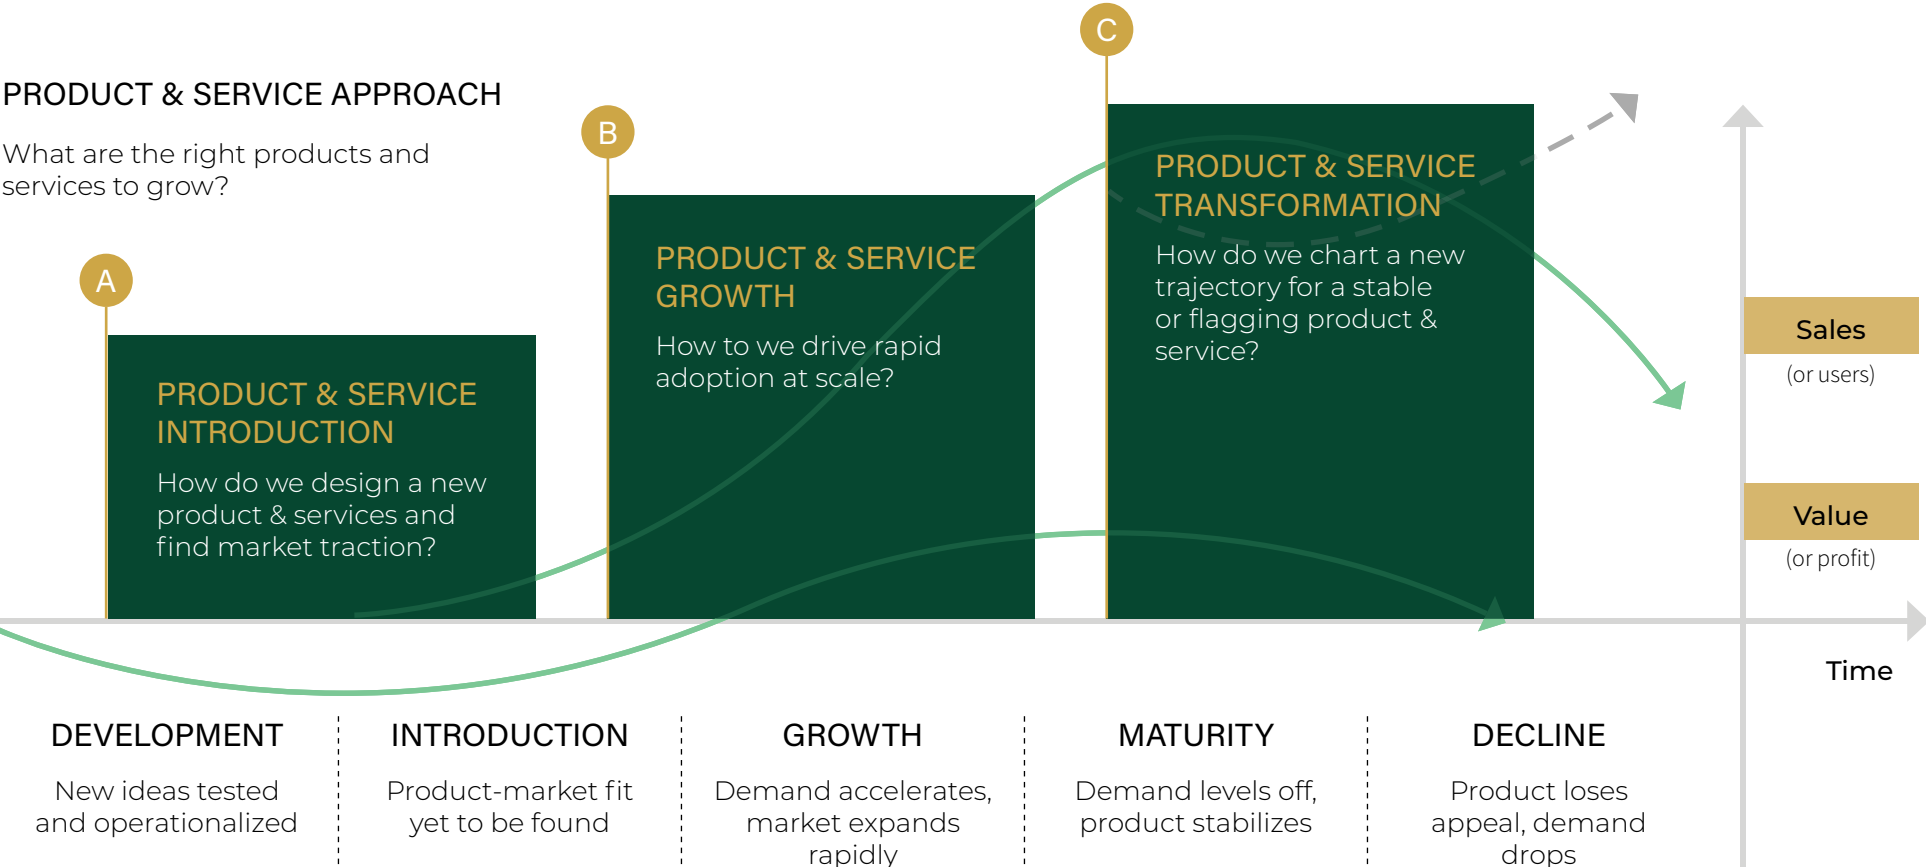 PRODUCT & SERVICE APPROACH
What are the right products and
services to grow?
A
PRODUCT & SERVICE
INTRODUCTION
How do we design a new
product & services and
find market traction?
B
PRODUCT & SERVICE
GROWTH
How to we drive rapid
adoption at scale?
C
PRODUCT & SERVICE
TRANSFORMATION
How do we chart a new
trajectory for a stable
or flagging product &
service?
Sales
(or users)
Value
(or profit)
Time
DEVELOPMENT
New ideas tested
and operationalized
INTRODUCTION
Product-market fit
yet to be found
GROWTH
Demand accelerates,
market expands
rapidly
MATURITY
Demand levels off,
product stabilizes
DECLINE
Product loses
appeal, demand
drops